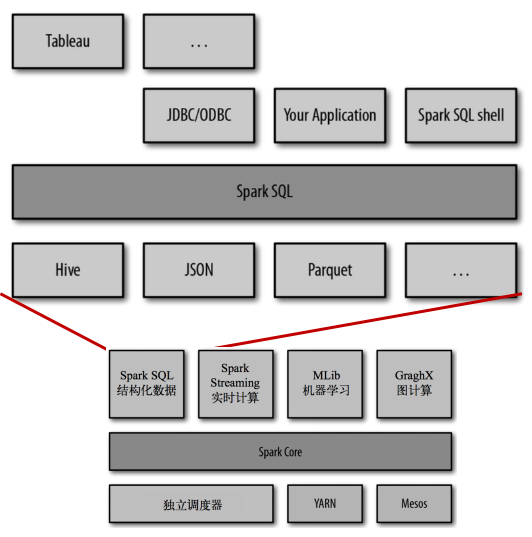 Tableau
...
JDBC/ODBC
Your Application
Spark SQL shell
Spark SQL
Hive
JSON
Parquet
...
Spark SQL
结构化数据
Spark
Streaming
实时计算
MLib
机器学习
GraghX
图计算
Spark Core
独立调度器
YARN
Mesos